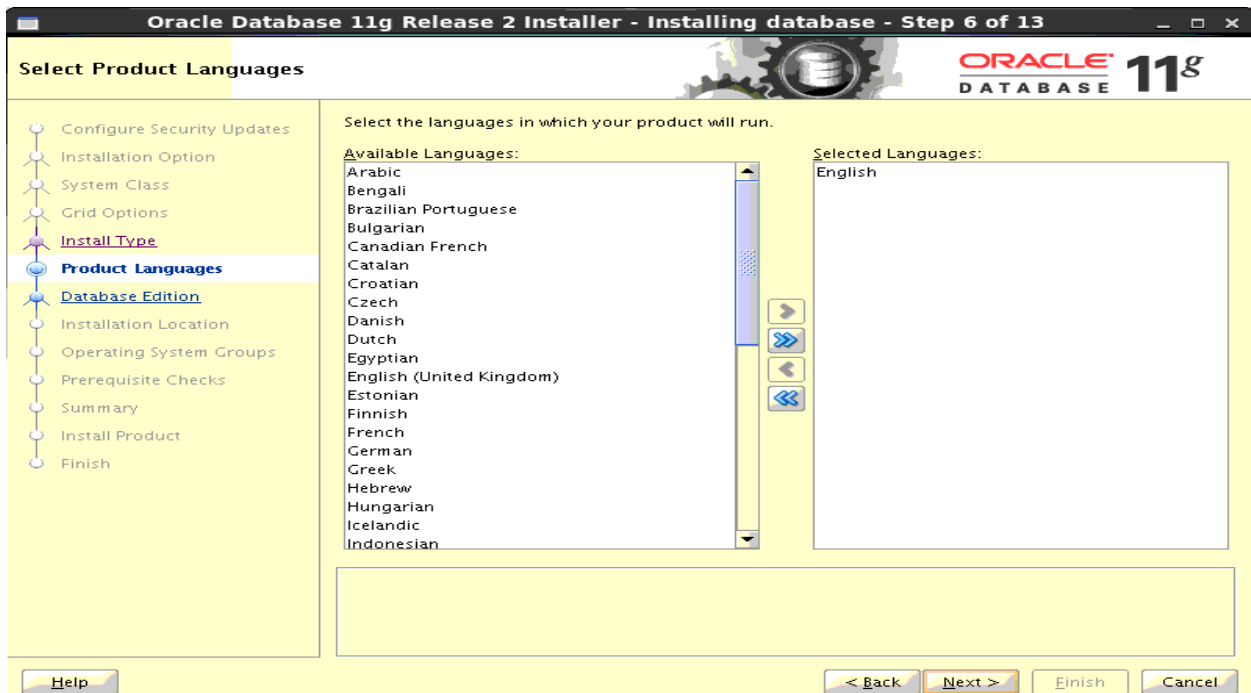 Oracle Database 11g Release 2 Installer - Installing database - Step 6 of 13
Select Product Languages
ORACLE DATABASE 11g
Configure Security Updates
Installation Option
System Class
Grid Options
Install Type
Product Languages
Database Edition
Installation Location
Operating System Groups
Prerequisite Checks
Summary
Install Product
Finish
Select the languages in which your product will run.
Available Languages:
Arabic
Bengali
Brazilian Portuguese
Bulgarian
Canadian French
Catalan
Croatian
Czech
Danish
Dutch
Egyptian
English (United Kingdom)
Estonian
Finnish
French
German
Greek
Hebrew
Hungarian
Icelandic
Indonesian
Selected Languages:
English
Help
< Back
Next >
Finish
Cancel